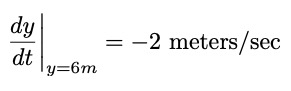 dy/dt|_{y=6m} = −2 meters/sec